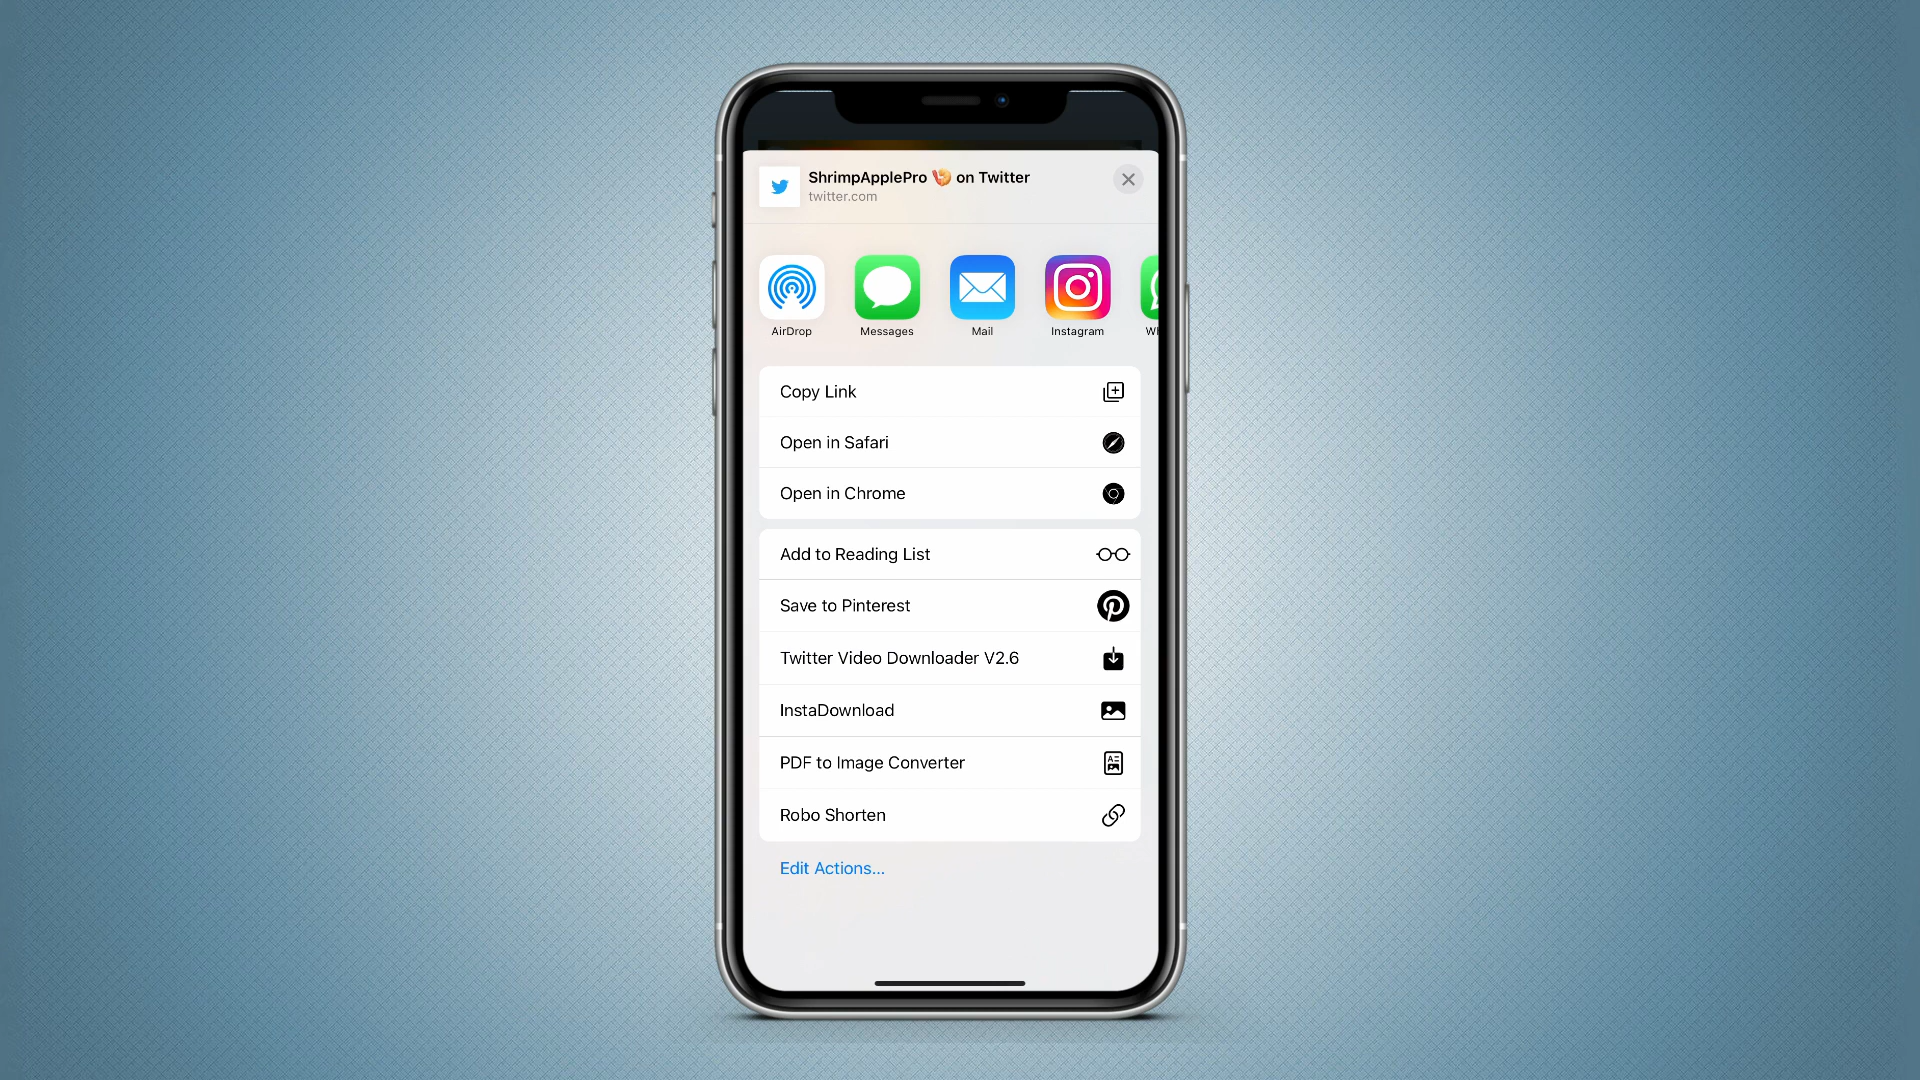 ShrimpApplePro 🦐 on Twitter
twitter.com
AirDrop
Messages
Mail
Instagram
Copy Link
Open in Safari
Open in Chrome
Add to Reading List
Save to Pinterest
Twitter Video Downloader V2.6
InstaDownload
PDF to Image Converter
Robo Shorten
Edit Actions...